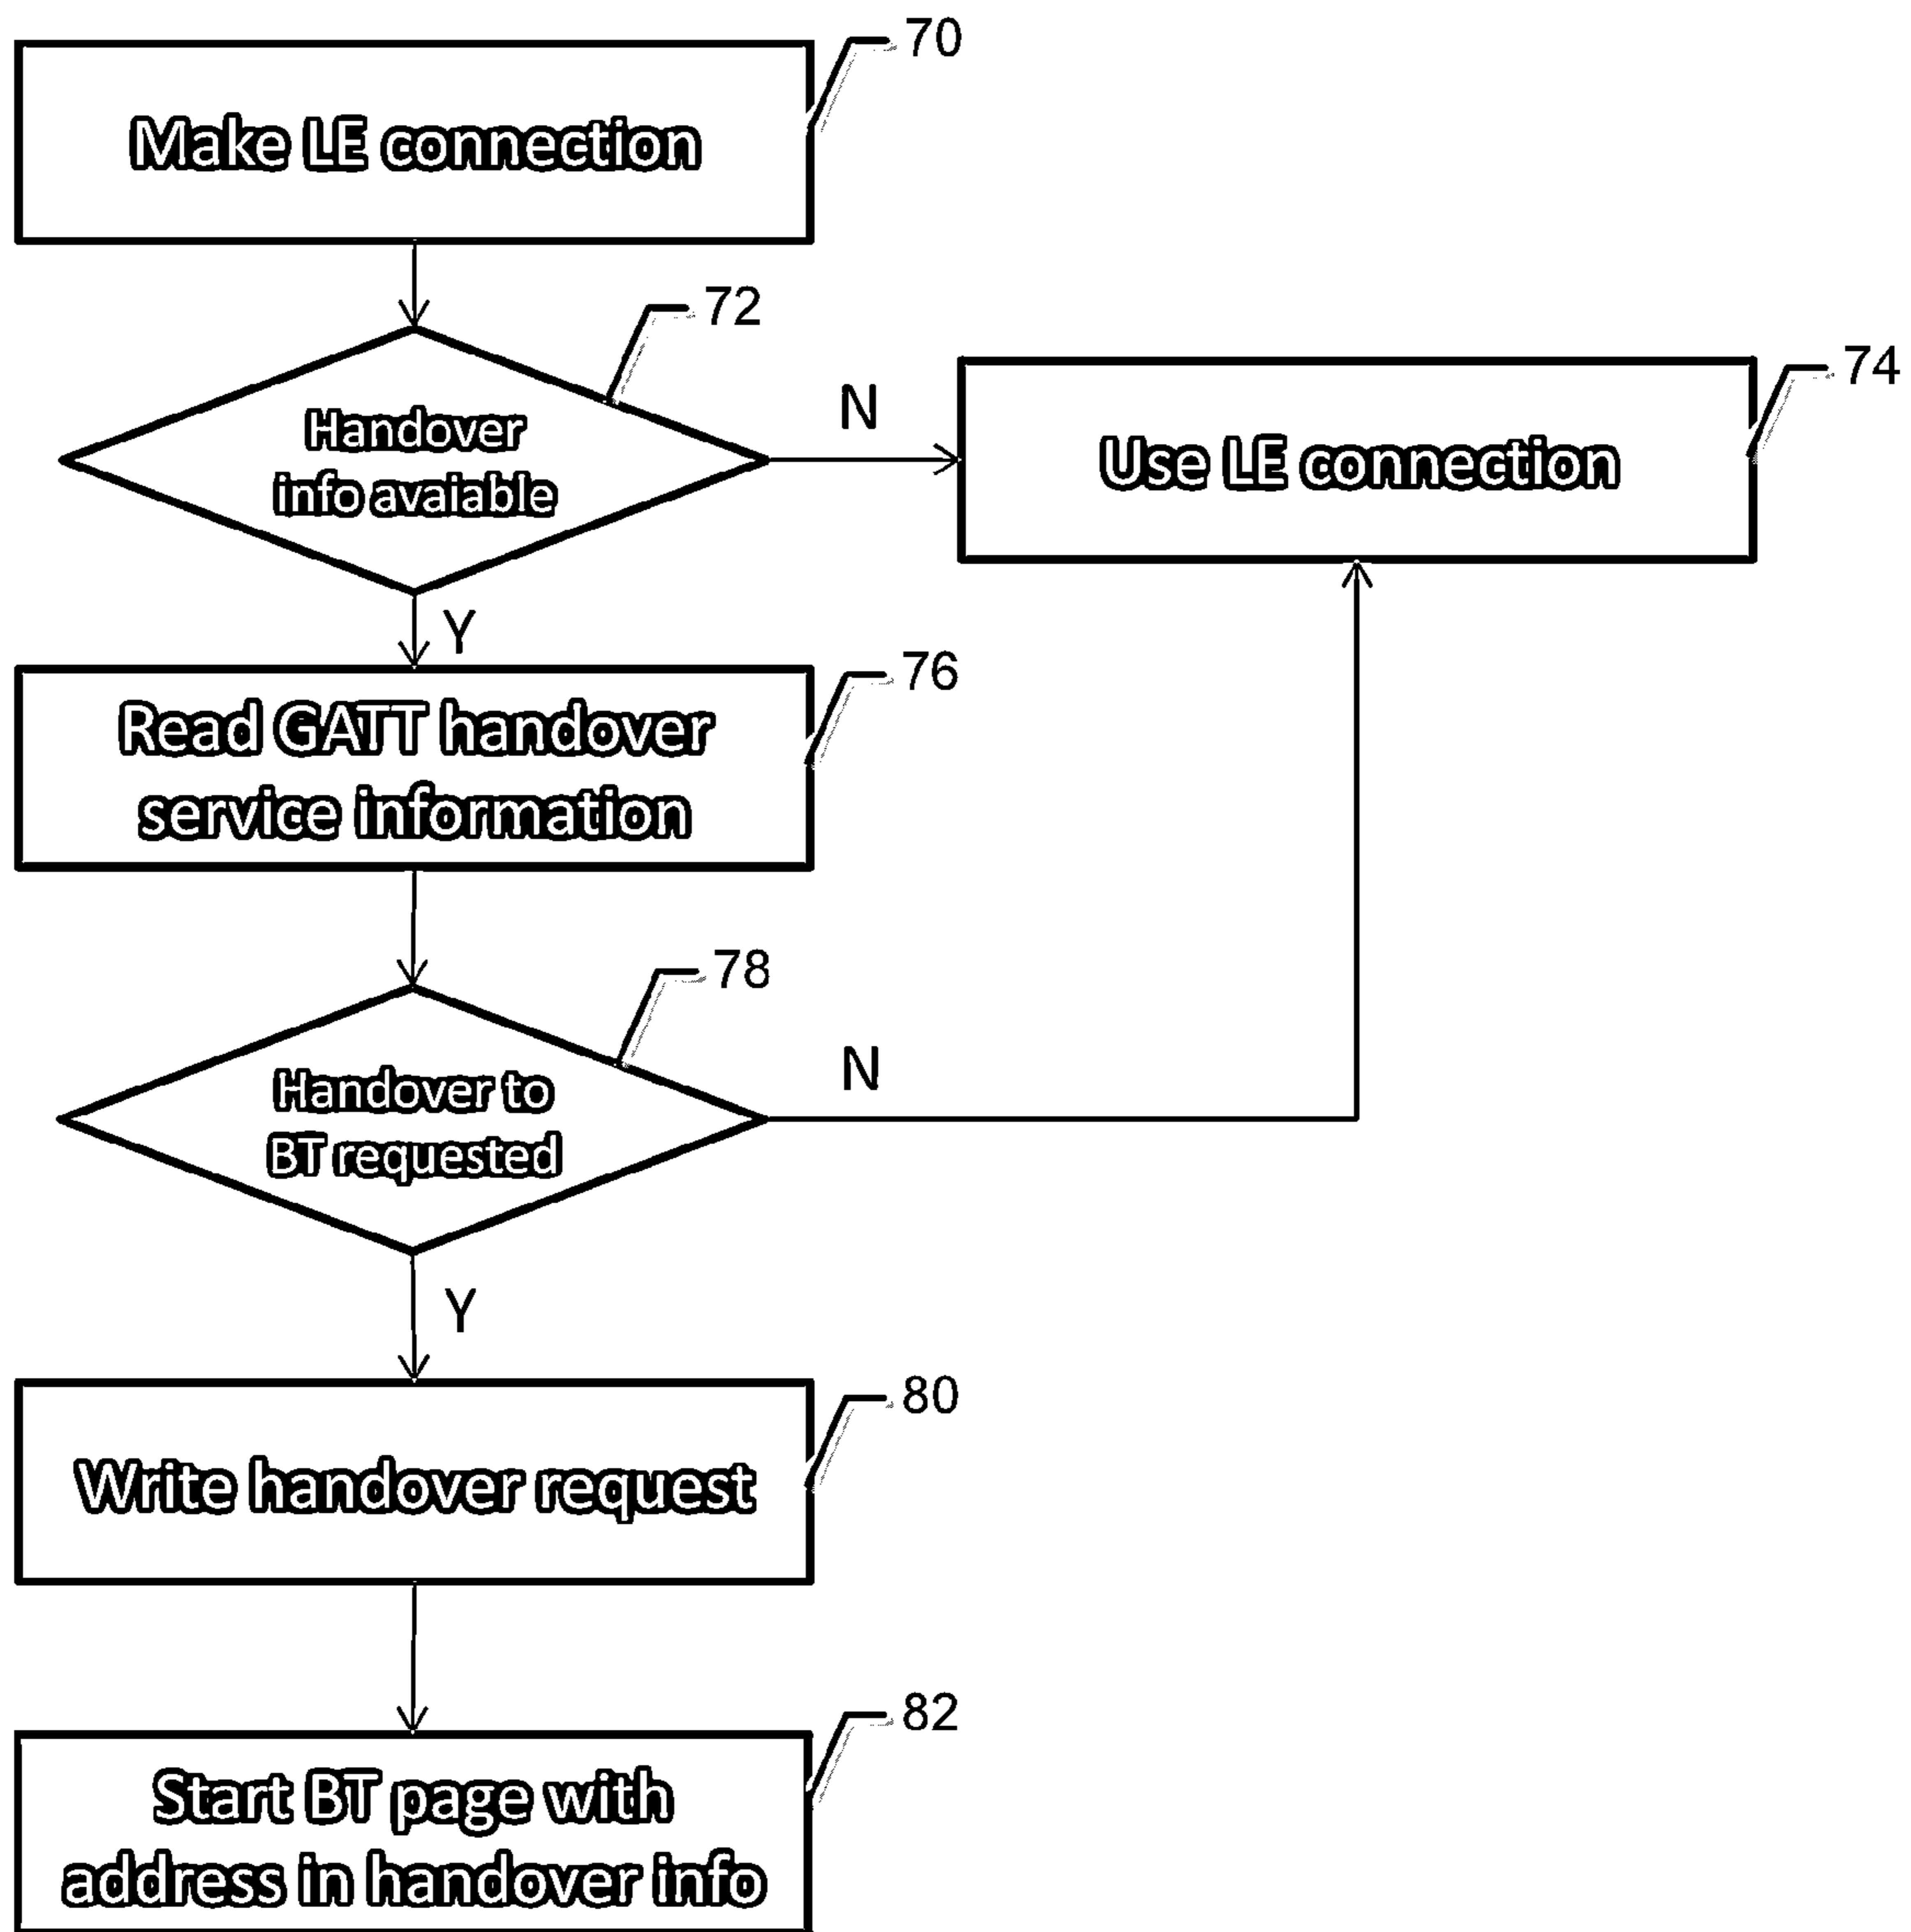 70
Make LE connection
72
Handover
info avaiable
N
74
Use LE connection
Y
76
Read GATT handover
service information
78
Handover to
BT requested
N
Y
80
Write handover request
82
Start BT page with
address in handover info